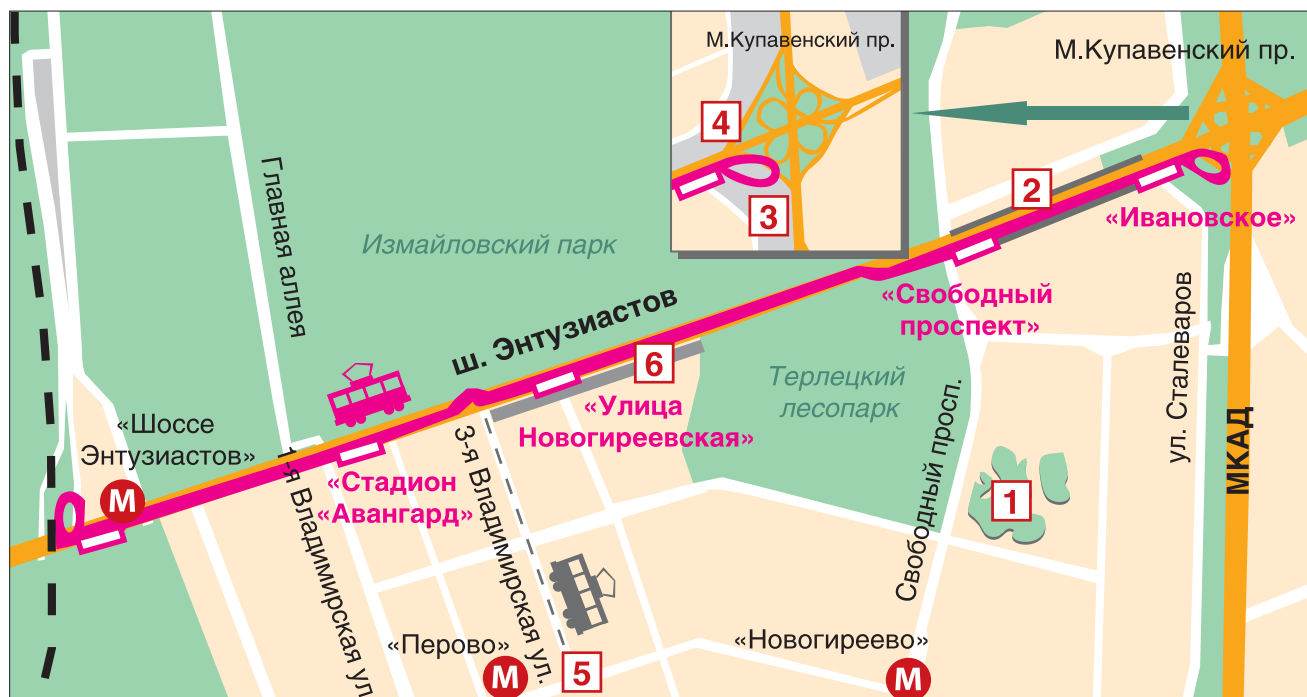 М.Купавенский пр.
М.Купавенский пр.
4
3
2
«Ивановское»
Главная аллея
Измайловский парк
ш. Энтузиастов
«Свободный
проспект»
6
Терлецкий
лесопарк
«Улица
Новогиреевская»
ул. Сталеваров
МКАД
«Шоссе
Энтузиастов»
М
«Стадион
«Авангард»
1-я Владимирская ул.
3-я Владимирская ул.
Свободный просп.
1
«Перово»
М
5
«Новогиреево»
М